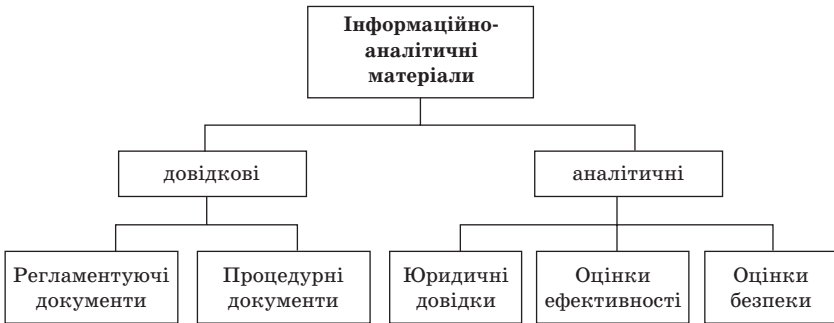 Інформаційно-
аналітичні
матеріали
довідкові
аналітичні
Регламентуючі
документи
Процедурні
документи
Юридичні
довідки
Оцінки
ефективності
Оцінки
безпеки